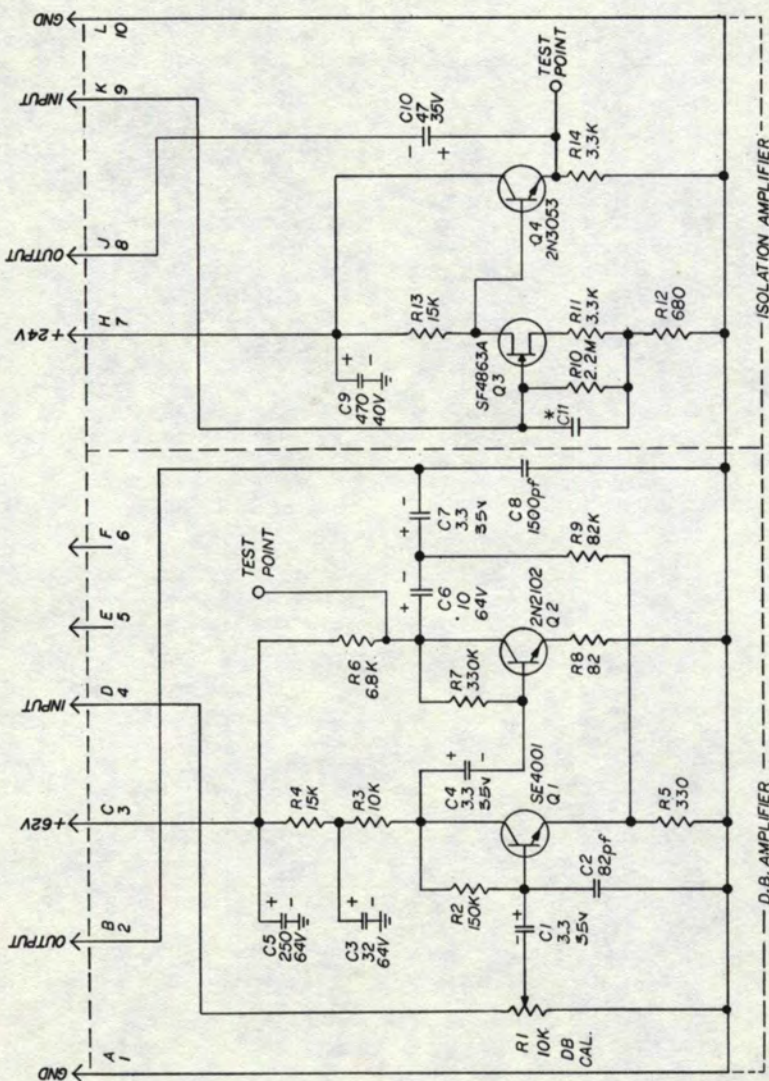 GND
A
1
OUTPUT
B
2
+62V
C
3
INPUT
D
4
E
5
F
6
+24V
H
7
OUTPUT
J
8
INPUT
K
9
GND
L
10
R1
10K
DB
CAL.
C1
3.3
35v
- +
R2
150K
C2
82pf
C5
250
64V
+
-
C3
32
64V
+
-
R4
15K
R3
10K
SE4001
Q1
R5
330
C4
3.3
35v
+
-
R7
330K
R6
6.8K
TEST
POINT
2N2102
Q2
R8
82
+ -
C6
.10
64V
+ -
C7
3.3
35v
R9
82K
C8
1500pf
D.B. AMPLIFIER
C9
470
40V
+
-
R13
15K
SF4863A
Q3
*
C11
R10
2.2M
R11
3.3K
R12
680
Q4
2N3053
C10
47
35V
-
+
TEST
POINT
R14
3.3K
ISOLATION AMPLIFIER